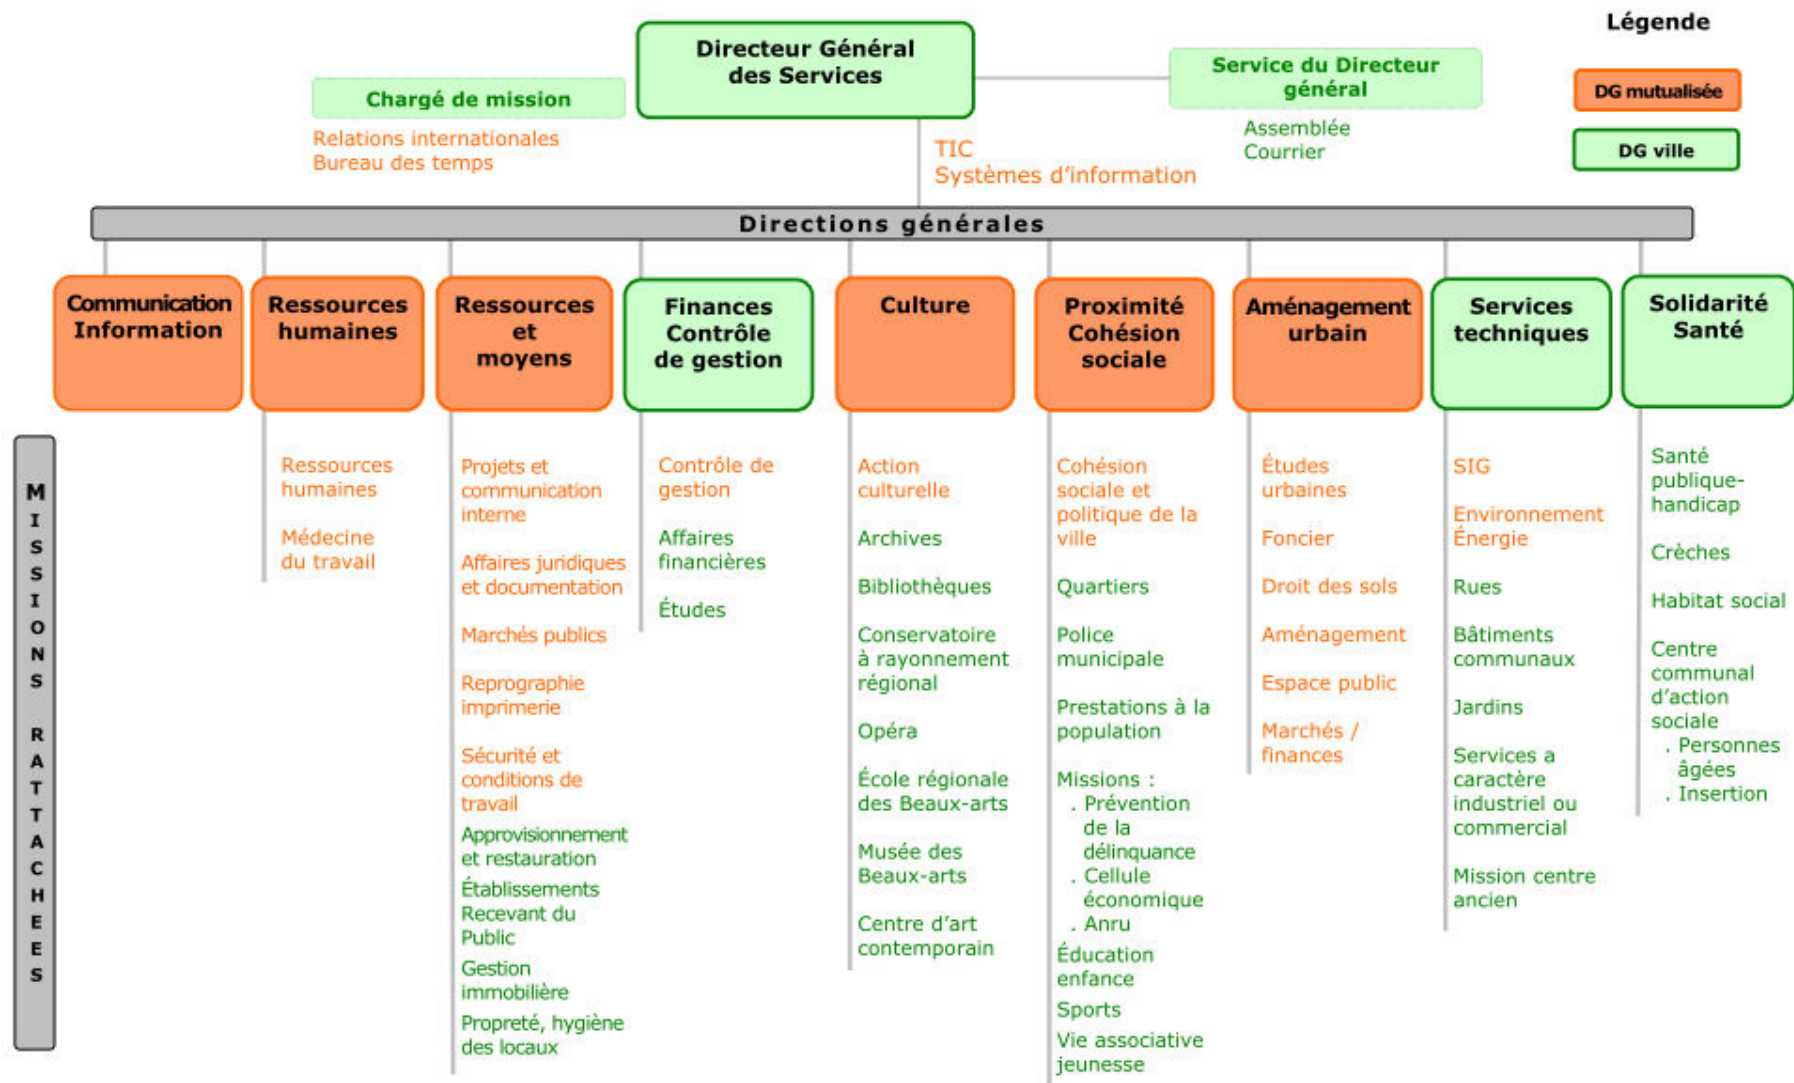 Légende
Directeur Général
des Services
Service du Directeur
général
DG mutualisée
Chargé de mission
Relations internationales
Bureau des temps
Assemblée
Courrier
DG ville
TIC
Systèmes d'information
Directions générales
Communication
Information
Ressources
humaines
Ressources
et
moyens
Finances
Contrôle
de gestion
Culture
Proximité
Cohésion
sociale
Aménagement
urbain
Services
techniques
Solidarité
Santé
MISSIONS RATTACHEES
Ressources
humaines
Médecine
du travail
Projets et
communication
interne
Affaires juridiques
et documentation
Marchés publics
Reprographie
imprimerie
Sécurité et
conditions de
travail
Approvisionnement
et restauration
Établissements
Recevant du
Public
Gestion
immobilière
Propreté, hygiène
des locaux
Contrôle de
gestion
Affaires
financières
Études
Action
culturelle
Archives
Bibliothèques
Conservatoire
à rayonnement
régional
Opéra
École régionale
des Beaux-arts
Musée des
Beaux-arts
Centre d'art
contemporain
Cohésion
sociale et
politique de la
ville
Quartiers
Police
municipale
Prestations à la
population
Missions :
. Prévention
de la
délinquance
. Cellule
économique
. Anru
Éducation
enfance
Sports
Vie associative
jeunesse
Études
urbaines
Foncier
Droit des sols
Aménagement
Espace public
Marchés /
finances
SIG
Environnement
Énergie
Rues
Bâtiments
communaux
Jardins
Services a
caractère
industriel ou
commercial
Mission centre
ancien
Santé
publique-
handicap
Crèches
Habitat social
Centre
communal
d'action
sociale
. Personnes
âgées
. Insertion